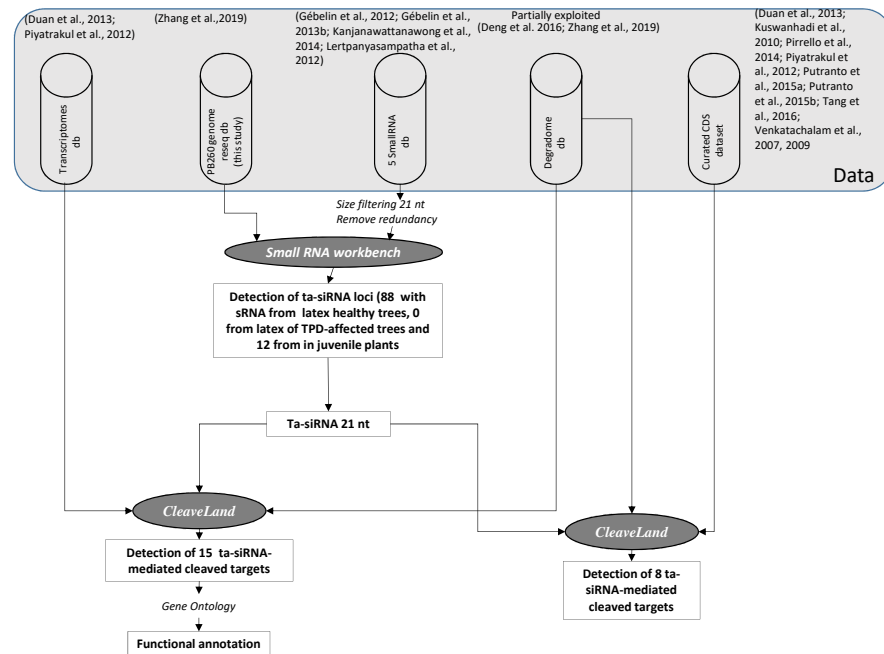 (Duan et al., 2013;
Piyatrakul et al., 2012)
(Zhang et al.,2019)
(Gébelin et al., 2012; Gébelin et al.,
2013b; Kanjanawattanawong et al.,
2014; Lertpanyasampatha et al.,
2012)
Partially exploited
(Deng et al. 2016; Zhang et al., 2019)
(Duan et al., 2013;
Kuswanhadi et al.,
2010; Pirrello et al.,
2014; Piyatrakul et
al., 2012; Putranto
et al., 2015a; Putranto
et al., 2015b; Tang et
al., 2016;
Venkatachalam et al.,
2007, 2009
Transcriptomes
db
PB260 genome
reseq db
(this study)
5 SmallRNA db
Degradome
db
Curated CDS
dataset
Data
Size filtering 21 nt
Remove redundancy
Small RNA workbench
Detection of ta-siRNA loci (88 with
sRNA from latex healthy trees, 0
from latex of TPD-affected trees and
12 from in juvenile plants
Ta-siRNA 21 nt
CleaveLand
CleaveLand
Detection of 15 ta-siRNA-
mediated cleaved targets
Detection of 8 ta-
siRNA-mediated
cleaved targets
Gene Ontology
Functional annotation